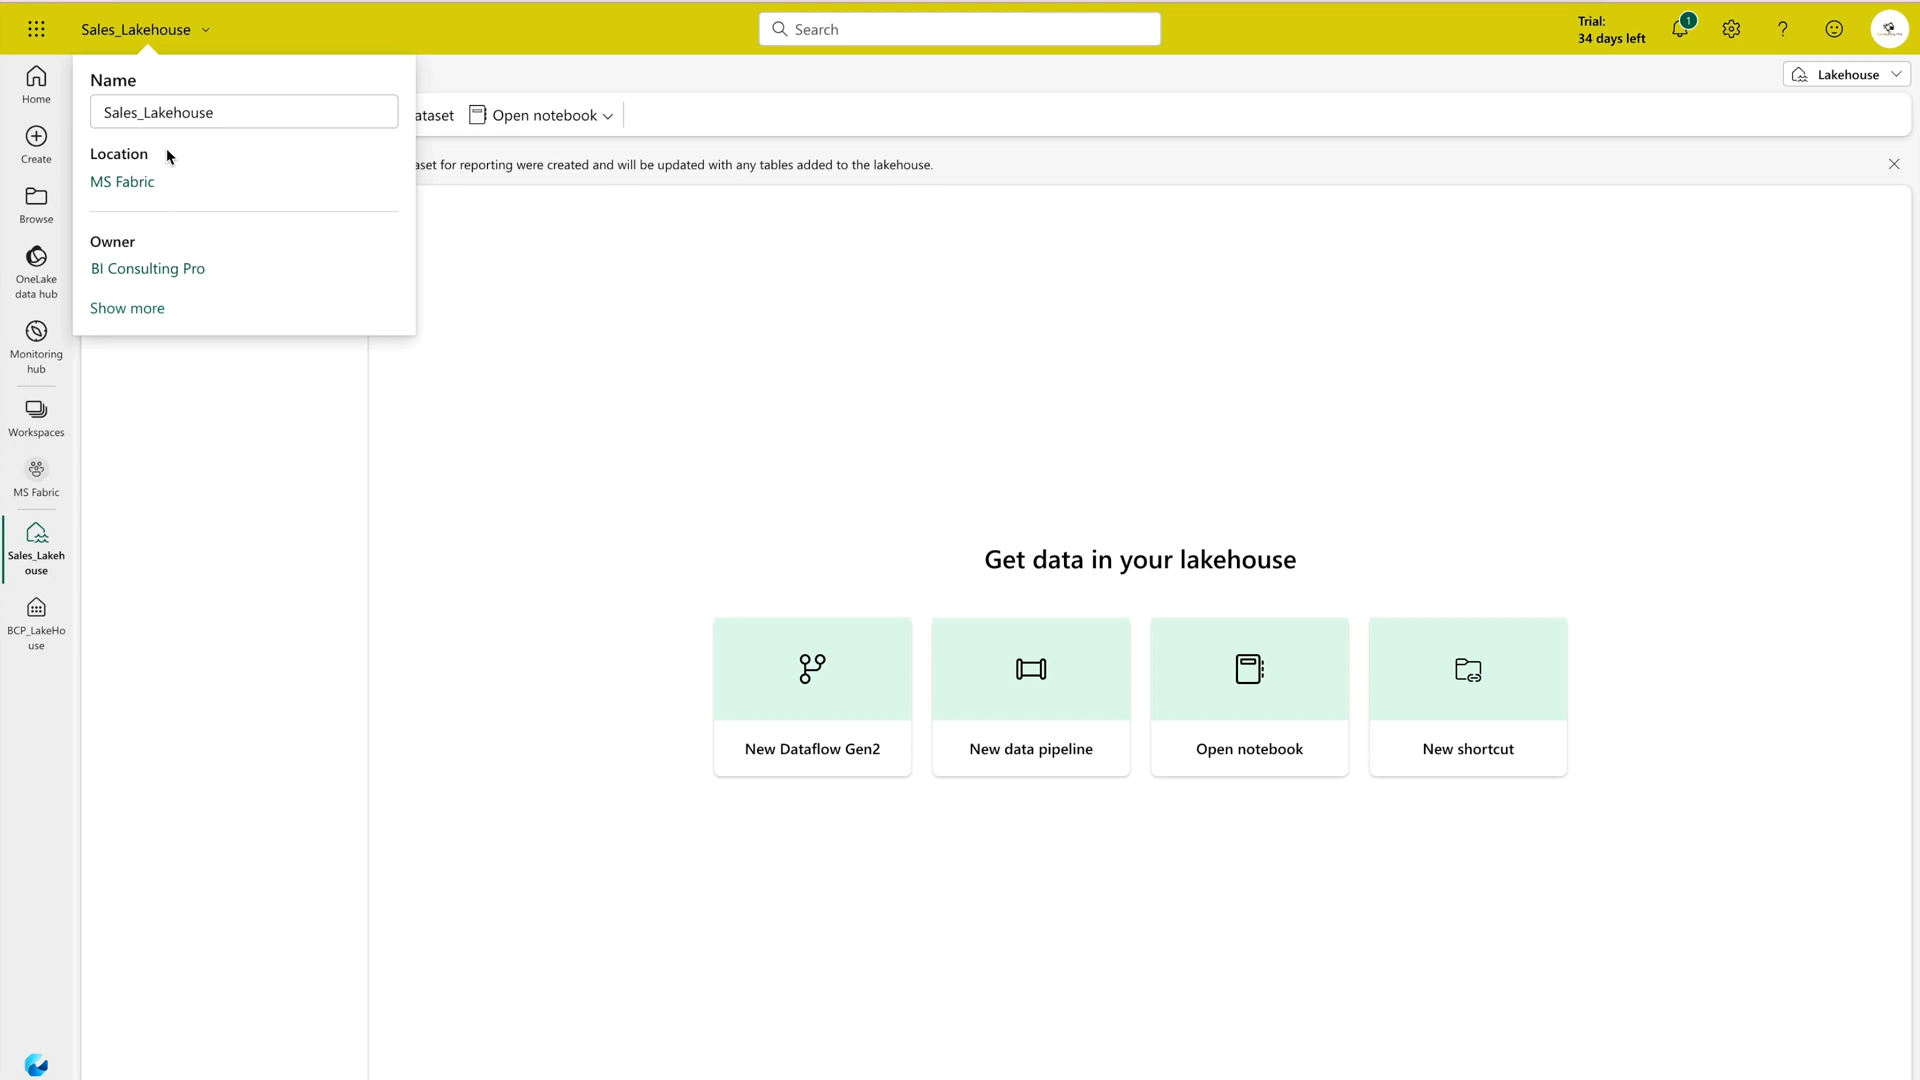 Sales_Lakehouse
Search
Trial:
34 days left
1
Home
Create
Browse
OneLake
data hub
Monitoring
hub
Workspaces
MS Fabric
Sales_Lakeh
ouse
BCP_LakeHo
use
Name
Sales_Lakehouse
Location
MS Fabric
Owner
BI Consulting Pro
Show more
Lakehouse
ataset
Open notebook
aset for reporting were created and will be updated with any tables added to the lakehouse.
Get data in your lakehouse
New Dataflow Gen2
New data pipeline
Open notebook
New shortcut